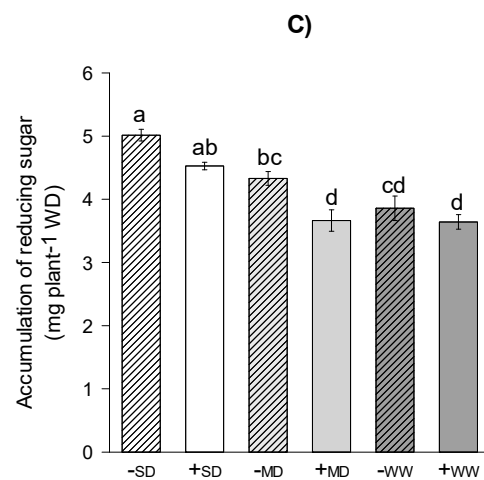 C)
Accumulation of reducing sugar
(mg plant-1 WD)
6
5
4
3
2
1
0
a
ab
bc
d
cd
d
-SD +SD -MD +MD -WW +WW